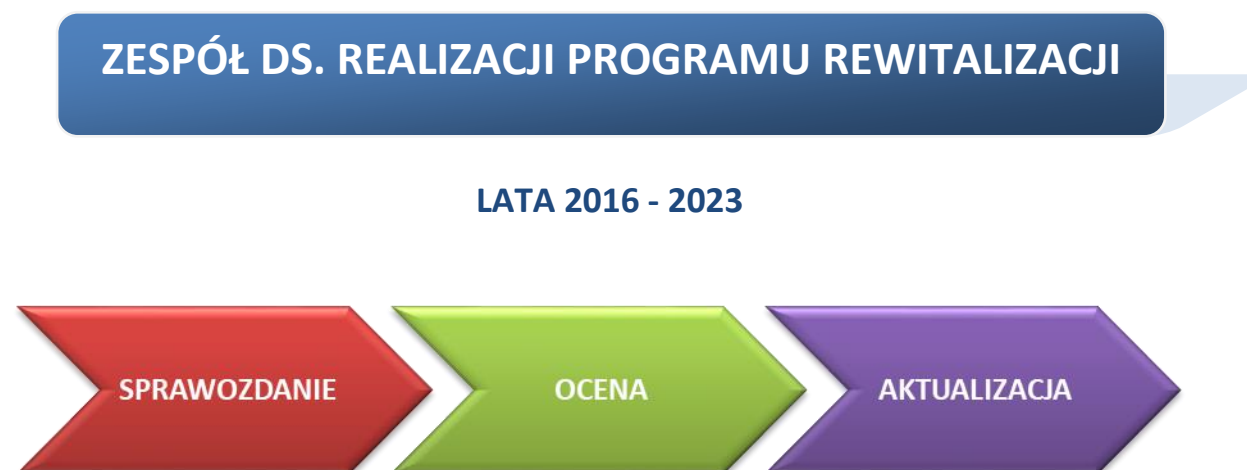 ZESPÓŁ DS. REALIZACJI PROGRAMU REWITALIZACJI
LATA 2016 - 2023
SPRAWOZDANIE
OCENA
AKTUALIZACJA